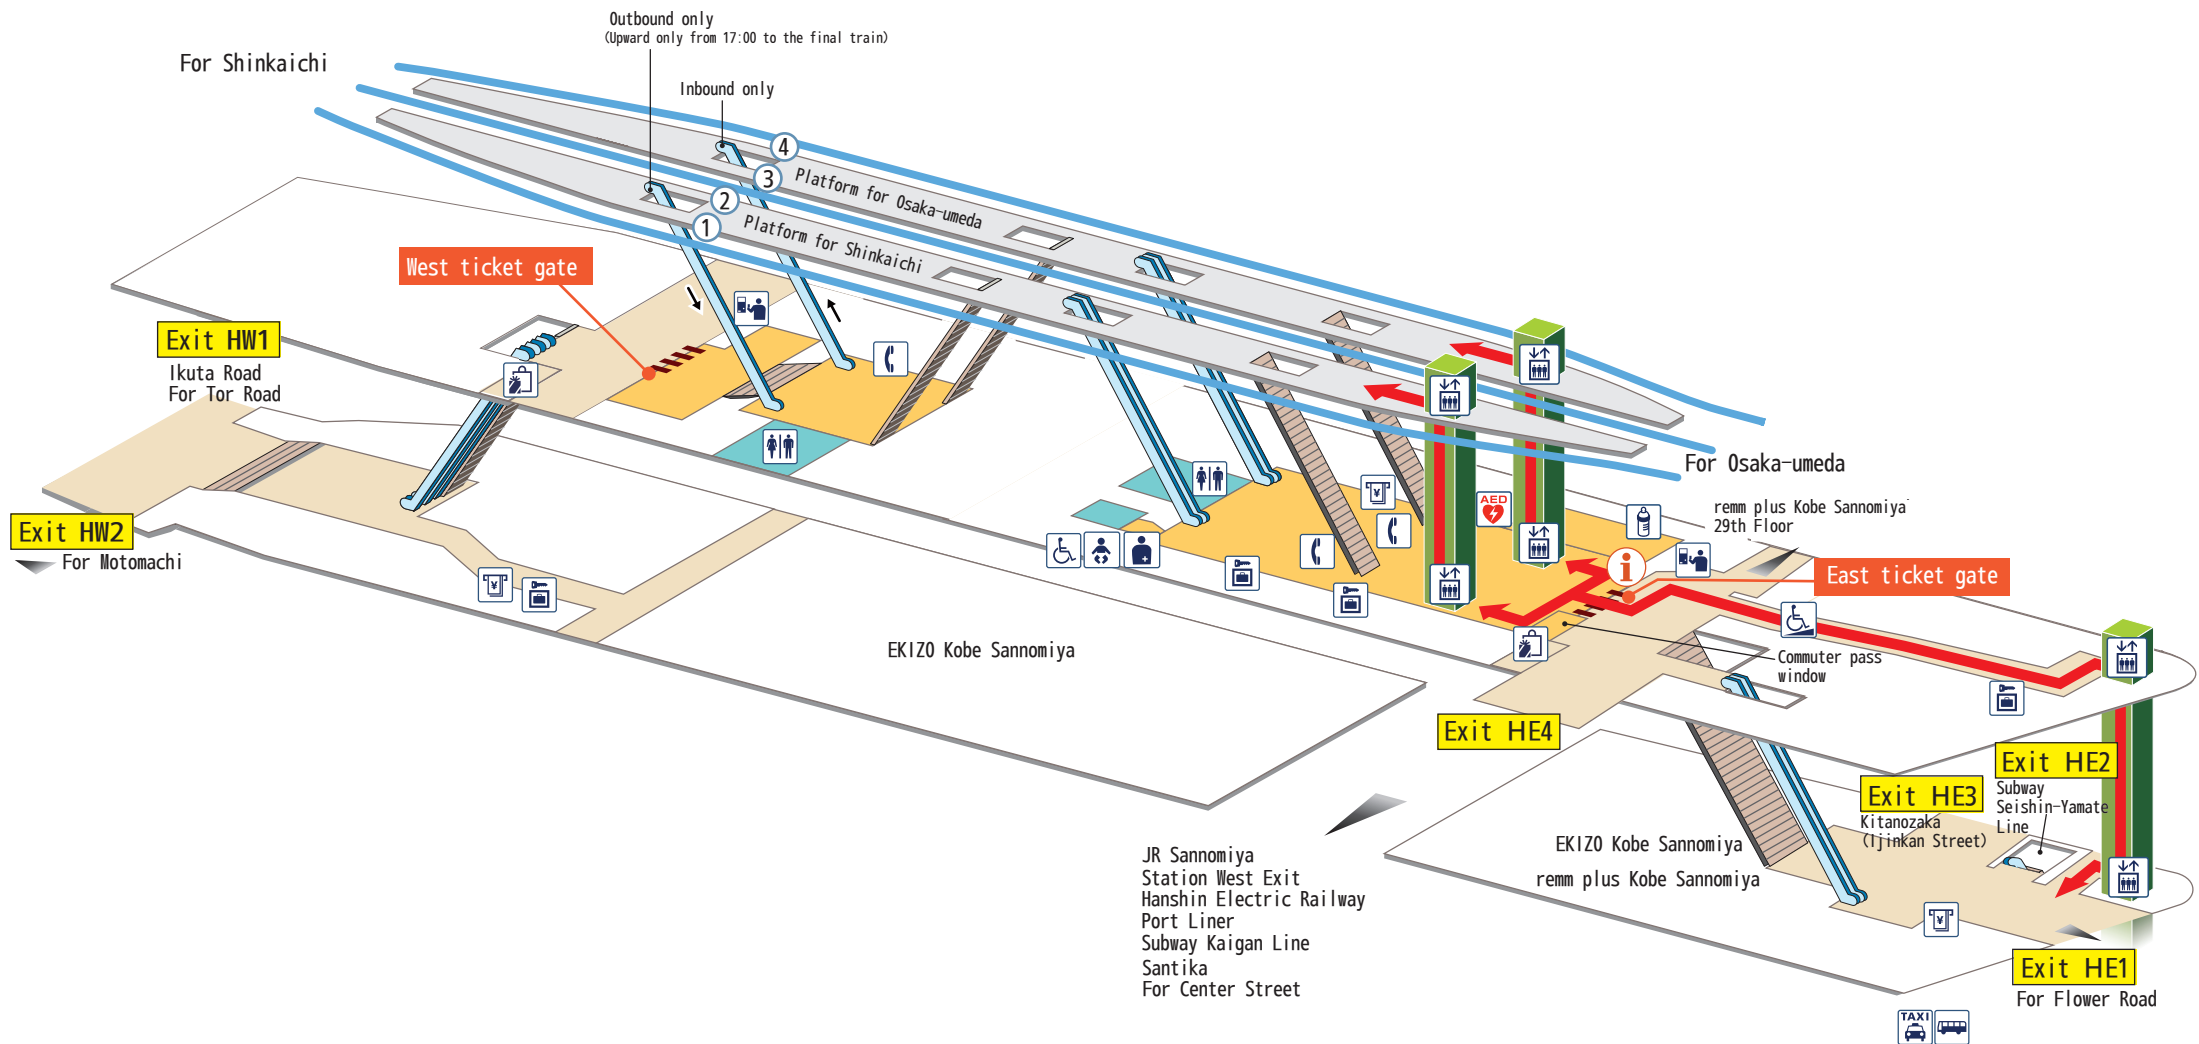 Outbound only
(Upward only from 17:00 to the final train)
For Shinkaichi
Inbound only
4
3
Platform for Osaka-umeda
2
1
Platform for Shinkaichi
West ticket gate
Exit HW1
Ikuta Road
For Tor Road
Exit HW2
For Motomachi
For Osaka-umeda
remm plus Kobe Sannomiya
29th Floor
AED
i
East ticket gate
¥
¥
Commuter pass
window
EKIZO Kobe Sannomiya
Exit HE4
Exit HE2
Subway
Seishin-Yamate
Line
Exit HE3
Kitanozaka
(Ijinkan Street)
EKIZO Kobe Sannomiya
remm plus Kobe Sannomiya
JR Sannomiya
Station West Exit
Hanshin Electric Railway
Port Liner
Subway Kaigan Line
Santika
For Center Street
¥
Exit HE1
For Flower Road
TAXI